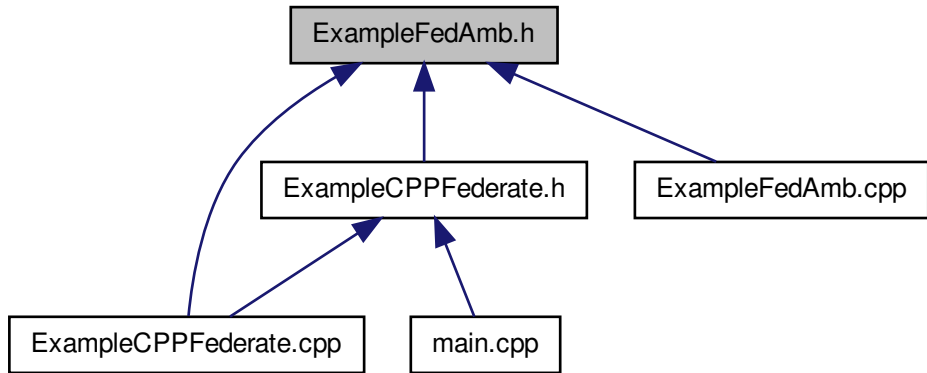 ExampleFedAmb.h
ExampleCPPFederate.h
ExampleFedAmb.cpp
ExampleCPPFederate.cpp
main.cpp